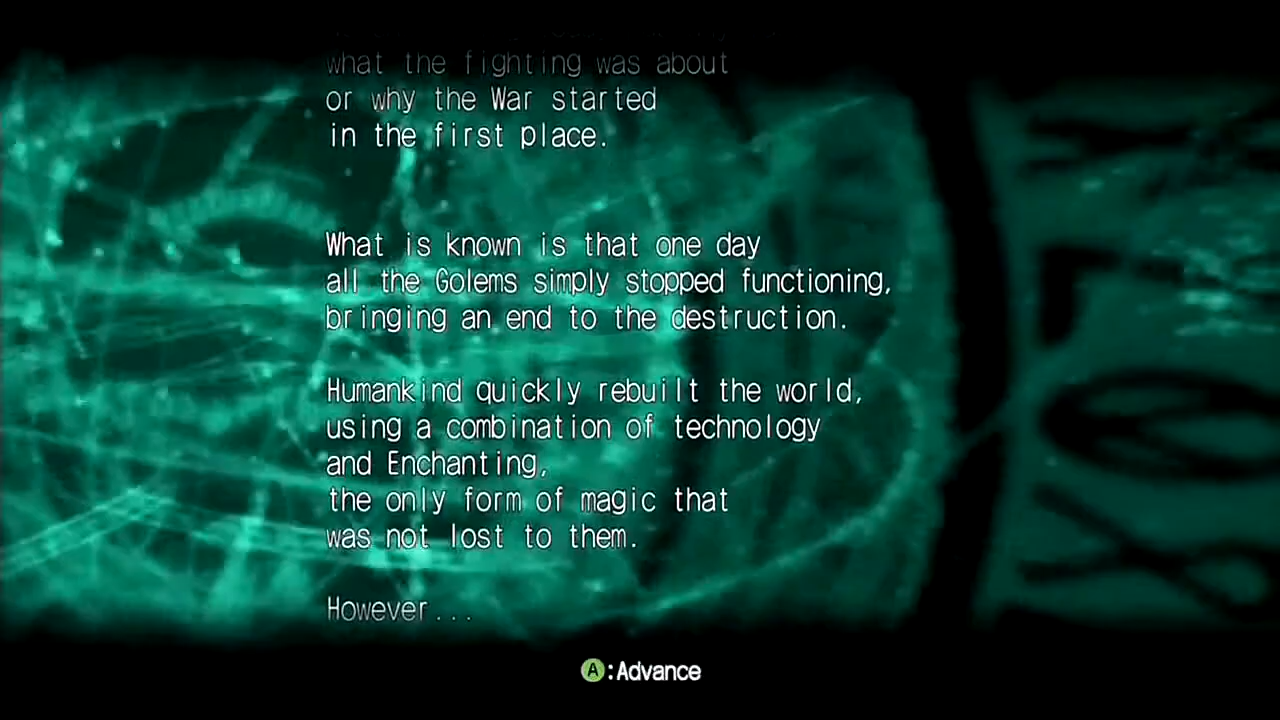 what the fighting was about
or why the War started
in the first place.
What is known is that one day
all the Golems simply stopped functioning,
bringing an end to the destruction.
Humankind quickly rebuilt the world,
using a combination of technology
and Enchanting,
the only form of magic that
was not lost to them.
However...
A:Advance